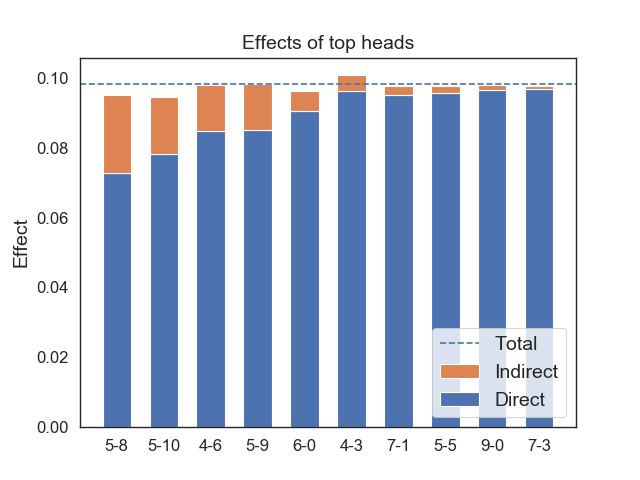 Effects of top heads
0.10
0.08
0.06
0.04
0.02
0.00
Effect
Total
Indirect
Direct
5-8 5-10 4-6 5-9 6-0 4-3 7-1 5-5 9-0 7-3